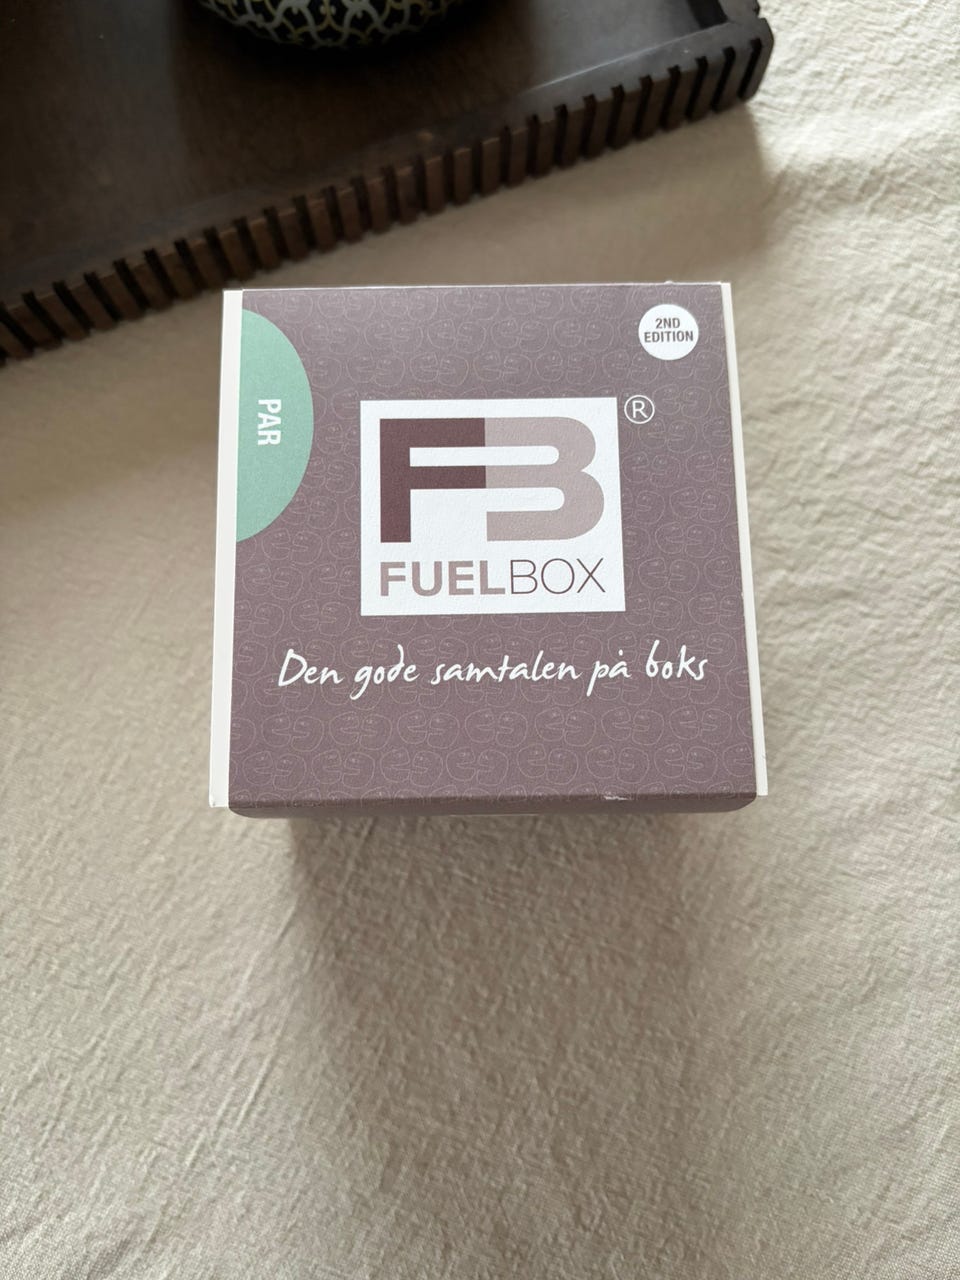 2ND
EDITION
PAR
FB
®
FUELBOX
Den gode samtalen på boks